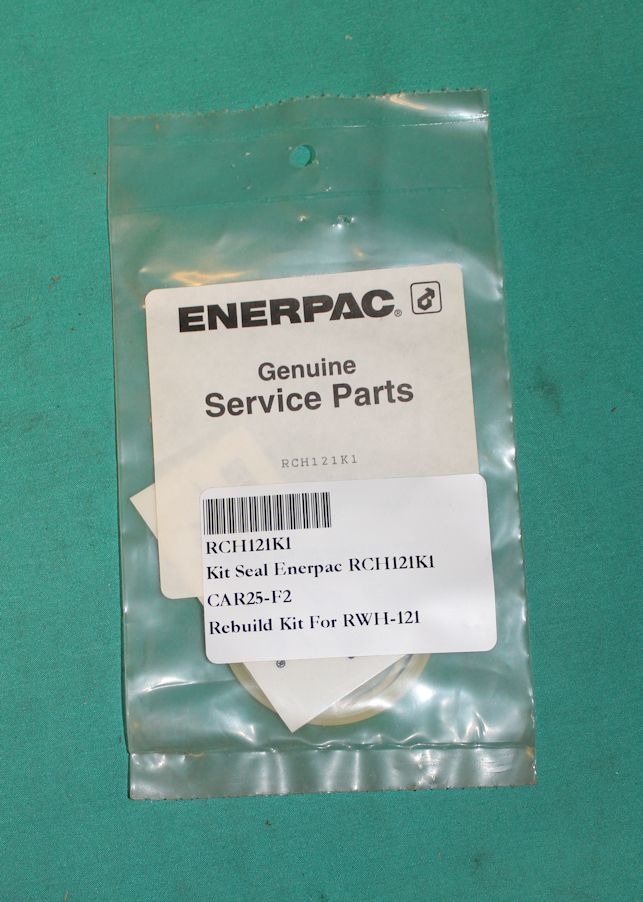 ENERPAC®
Genuine
Service Parts
RCH121K1
RCH121K1
Kit Seal Enerpac RCH121K1
CAR25-F2
Rebuild Kit For RWH-121
®